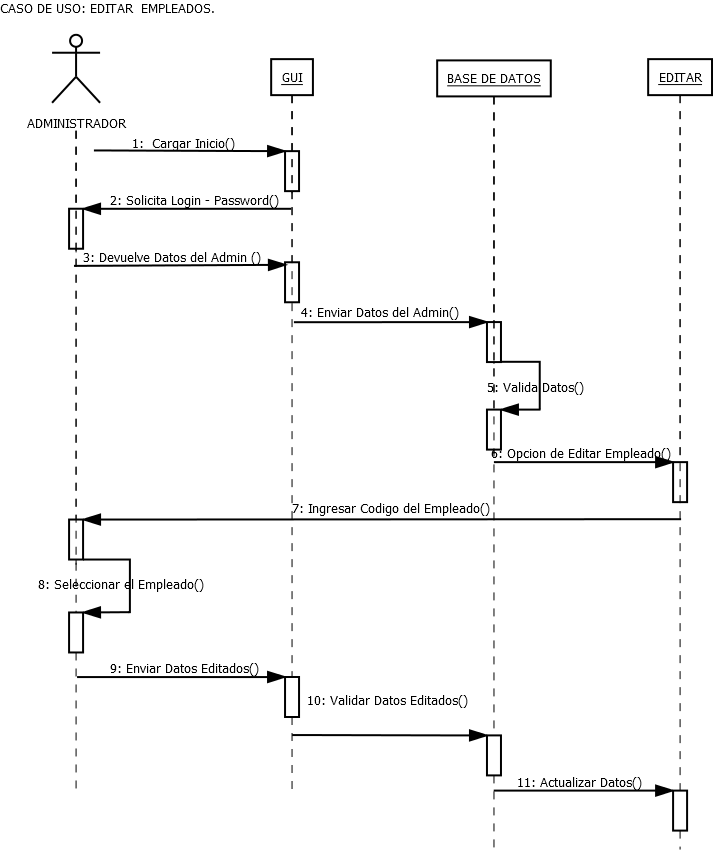 CASO DE USO: EDITAR EMPLEADOS.
GUI
BASE DE DATOS
EDITAR
ADMINISTRADOR
1: Cargar Inicio()
2: Solicita Login - Password()
3: Devuelve Datos del Admin ()
4: Enviar Datos del Admin()
5: Valida Datos()
6: Opcion de Editar Empleado()
7: Ingresar Codigo del Empleado()
8: Seleccionar el Empleado()
9: Enviar Datos Editados()
10: Validar Datos Editados()
11: Actualizar Datos()